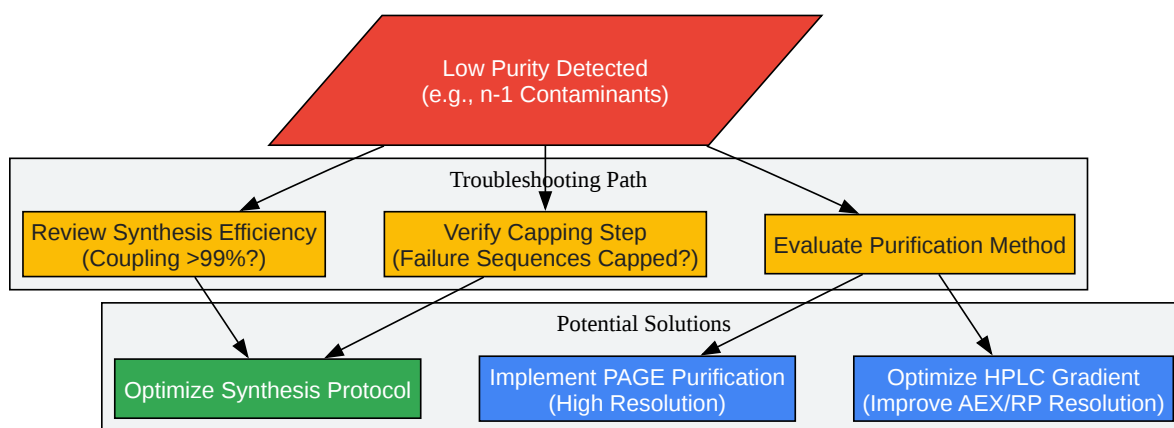 Low Purity Detected
(e.g., n-1 Contaminants)
Troubleshooting Path
Review Synthesis Efficiency
(Coupling >99%?)
Verify Capping Step
(Failure Sequences Capped?)
Evaluate Purification Method
Potential Solutions
Optimize Synthesis Protocol
Implement PAGE Purification
(High Resolution)
Optimize HPLC Gradient
(Improve AEX/RP Resolution)